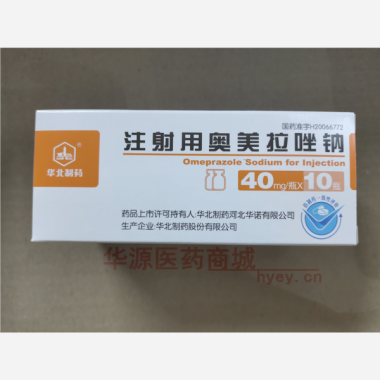 国药准字H20066772
注射用奥美拉唑钠
Omeprazole Sodium for Injection
华北制药
40mg/瓶X10瓶
药品上市许可持有人:华北制药河北华诺有限公司
生产企业:华北制药股份有限公司
华源医药商城
hyey.cn